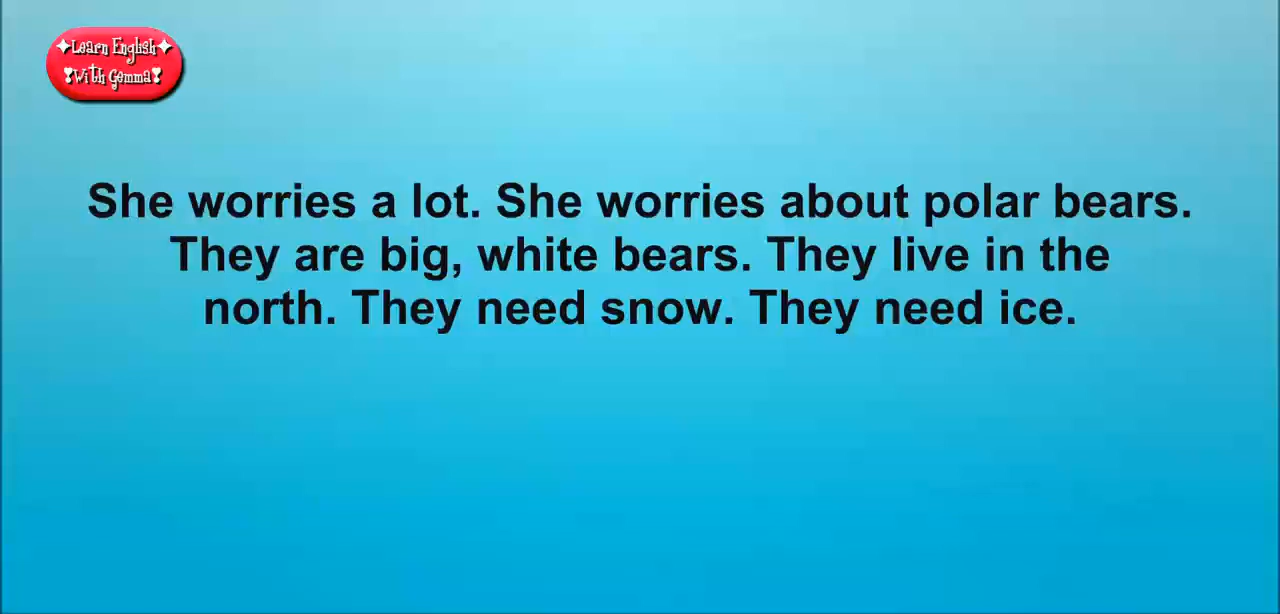 ✦Learn English✦
❣With Gemma❣
She worries a lot. She worries about polar bears.
They are big, white bears. They live in the
north. They need snow. They need ice.